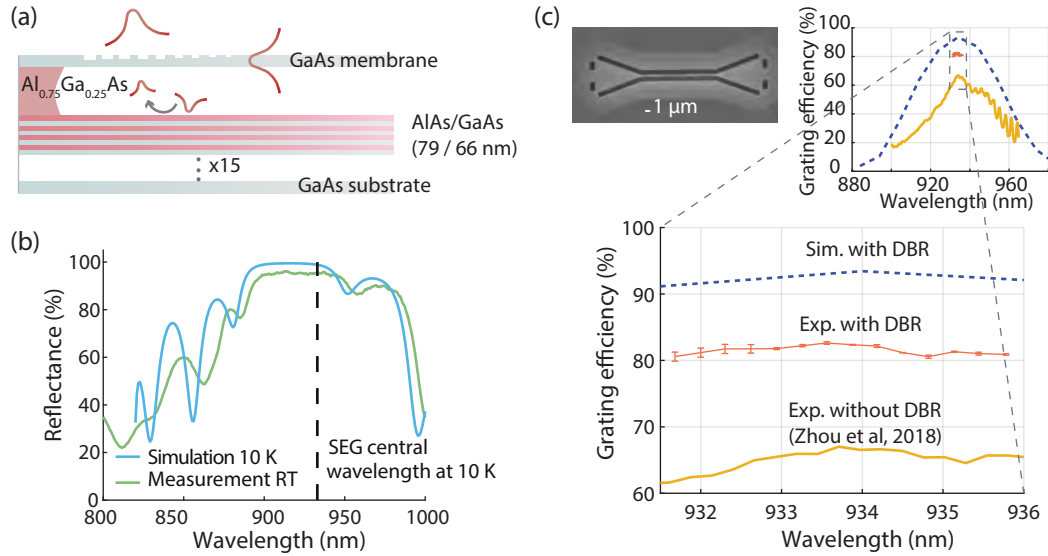 (a)
GaAs membrane
Al0.75Ga0.25As
AlAs/GaAs
(79 / 66 nm)
x15
GaAs substrate
(b)
Reflectance (%)
100
80
60
40
20
0
100
Simulation 10 K
Measurement RT
SEG central
wavelength at 10 K
800
850
900
950
1000
Wavelength (nm)
(c)
1 μm
Grating efficiency (%)
100
80
60
40
20
0
880
920
960
Wavelength (nm)
Grating efficiency (%)
100
90
80
70
60
Sim. with DBR
Exp. with DBR
Exp. without DBR
(Zhou et al, 2018)
932
933
934
935
936
Wavelength (nm)